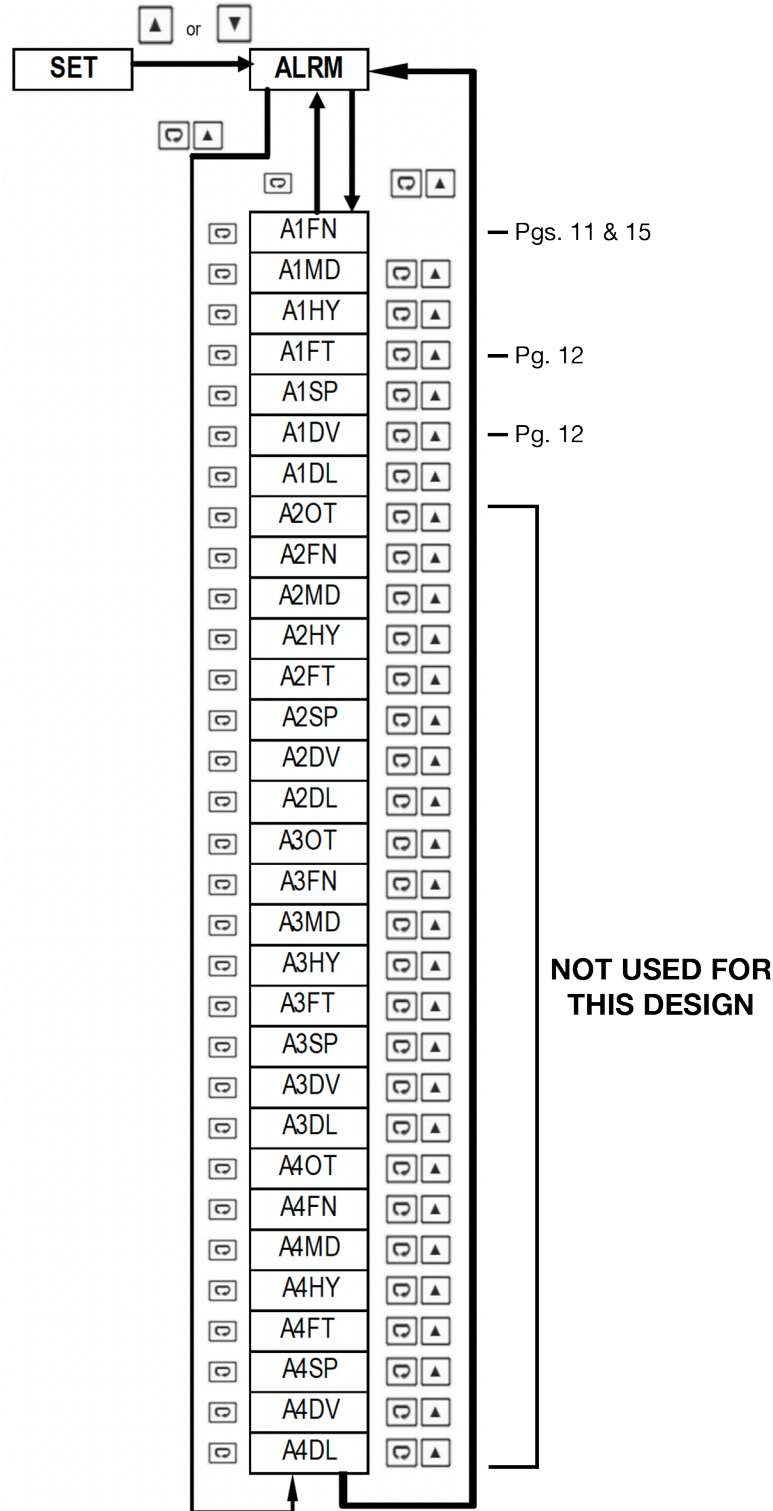 or
SET
ALRM
A1FN
Pgs. 11 & 15
A1MD
A1HY
A1FT
Pg. 12
A1SP
A1DV
Pg. 12
A1DL
A2OT
A2FN
A2MD
A2HY
A2FT
A2SP
A2DV
A2DL
A3OT
A3FN
A3MD
A3HY
NOT USED FOR
THIS DESIGN
A3FT
A3SP
A3DV
A3DL
A4OT
A4FN
A4MD
A4HY
A4FT
A4SP
A4DV
A4DL